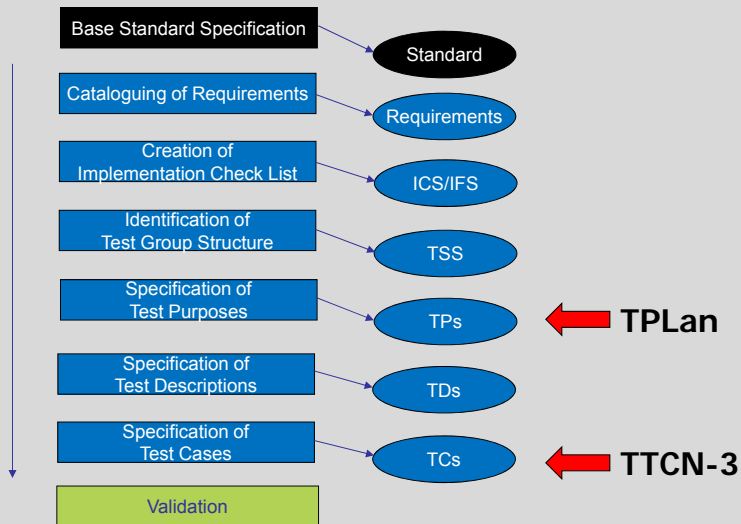 Base Standard Specification
Standard
Cataloguing of Requirements
Requirements
Creation of
Implementation Check List
ICS/IFS
Identification of
Test Group Structure
TSS
Specification of
Test Purposes
TPs
TPLan
Specification of
Test Descriptions
TDs
Specification of
Test Cases
TCs
TTCN-3
Validation